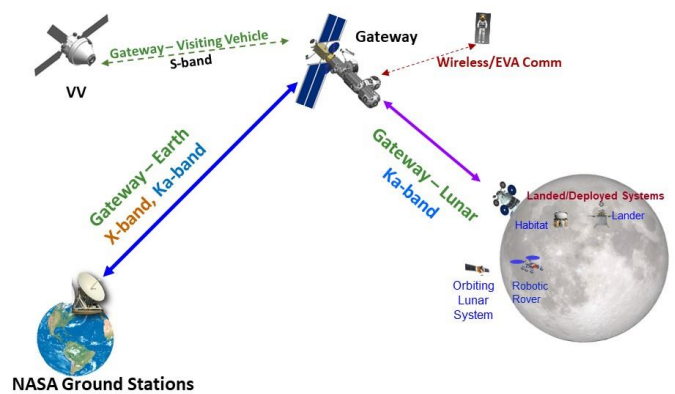 Gateway – Visiting Vehicle
S-band
VV
Gateway
Wireless/EVA Comm
Gateway – Earth
X-band, Ka-band
Gateway – Lunar
Ka-band
Landed/Deployed Systems
Habitat
Lander
Orbiting
Lunar
System
Robotic
Rover
NASA Ground Stations